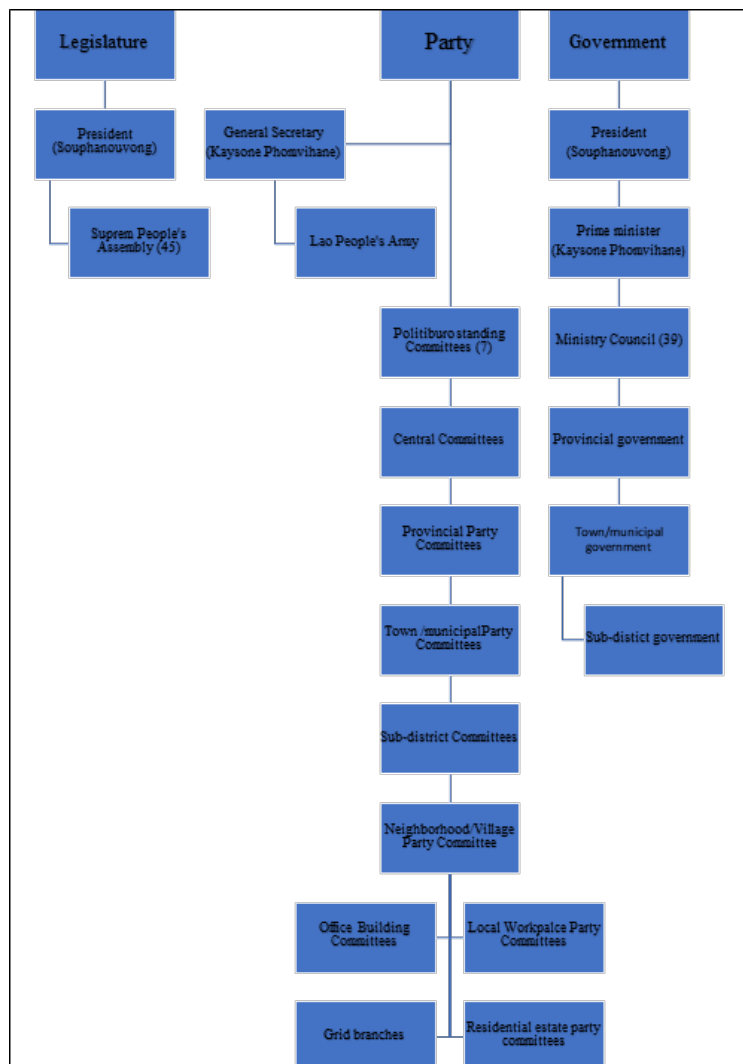 Legislature
Party
Government
President
(Souphanouvong)
General Secretary
(Kaysone Phomvihane)
President
(Souphanouvong)
Suprem People's
Assembly (45)
Lao People's Army
Prime minister
(Kaysone Phomvihane)
Politiburo standing
Committees (7)
Ministry Council (39)
Central Committees
Provincial government
Provincial Party
Committees
Town/municipal
government
Town /municipalParty
Committees
Sub-distict government
Sub-district Committees
Neighborhood/Village
Party Committee
Office Building
Committees
Local Workpalce Party
Committees
Grid branches
Residential estate party
committees